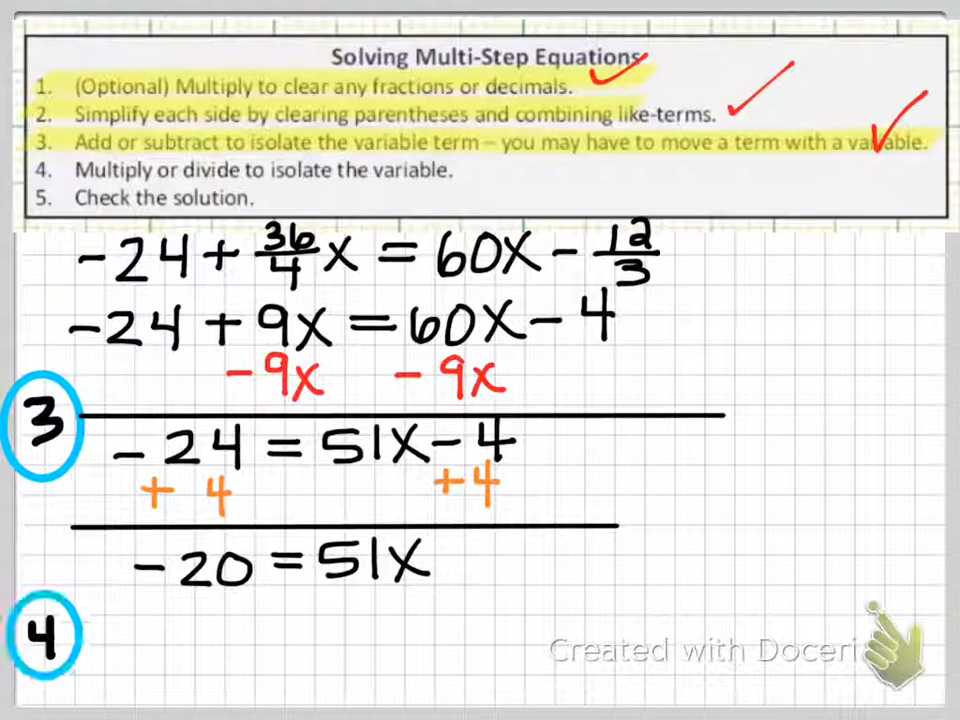 Solving Multi-Step Equations
1. (Optional) Multiply to clear any fractions or decimals.
2. Simplify each side by clearing parentheses and combining like-terms.
3. Add or subtract to isolate the variable term – you may have to move a term with a variable.
4. Multiply or divide to isolate the variable.
5. Check the solution.
-24 + 36/4 x = 60x - 12/3
-24 + 9x = 60x - 4
-9x -9x
3
-24 = 51x - 4
+ 4 +4
-20 = 51x
4
Created with Doceri